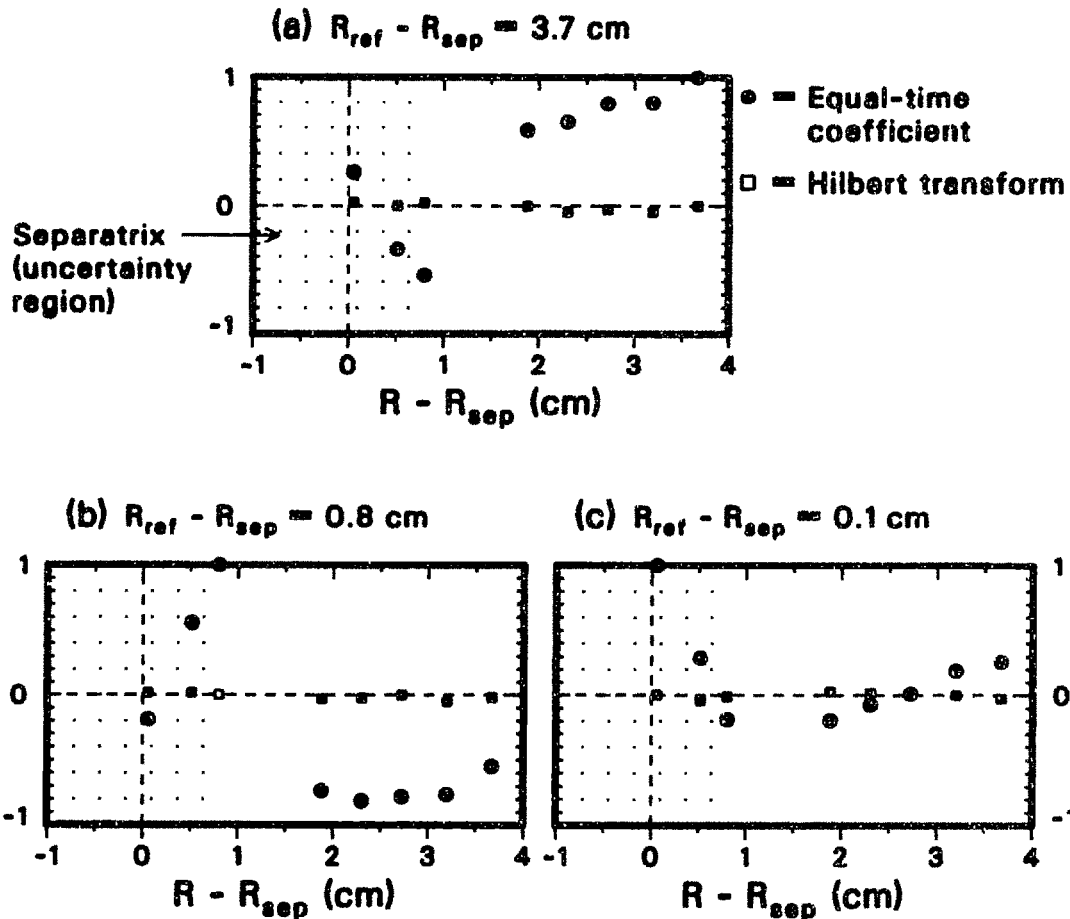 (a) R_ref - R_sep = 3.7 cm
1
0
-1
-1 0 1 2 3 4
R - R_sep (cm)
● = Equal-time
coefficient
□ = Hilbert transform
Separatrix
(uncertainty
region)
(b) R_ref - R_sep = 0.8 cm
1
0
-1
-1 0 1 2 3 4
R - R_sep (cm)
(c) R_ref - R_sep = 0.1 cm
1
0
-1
-1 0 1 2 3 4
R - R_sep (cm)